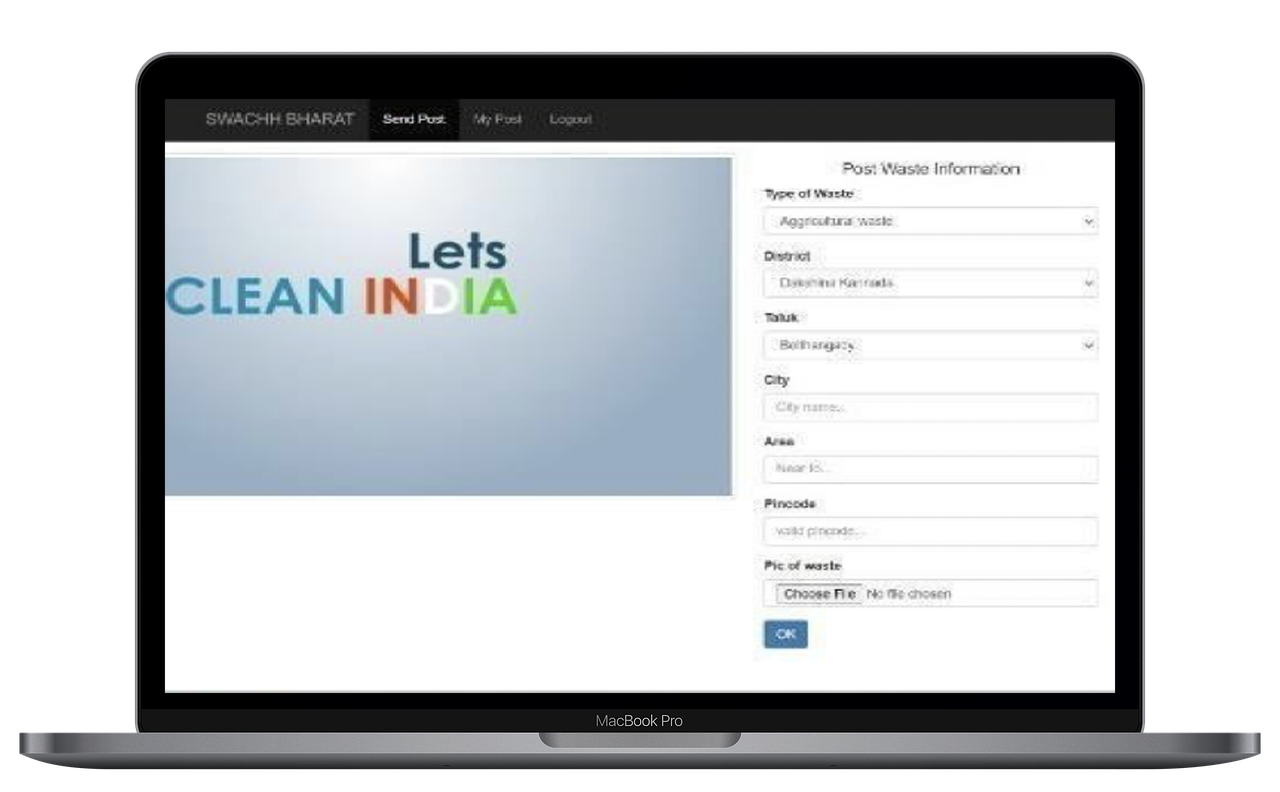 SWACHH BHARAT Send Post My Post Logout
Lets
CLEAN INDIA
Post Waste Information
Type of Waste
Aggricultural waste
District
Dakshina Kannada
Taluk
Belthangady
City
City name...
Area
Near to...
Pincode
valid pincode...
Pic of waste
Choose File No file chosen
OK
MacBook Pro